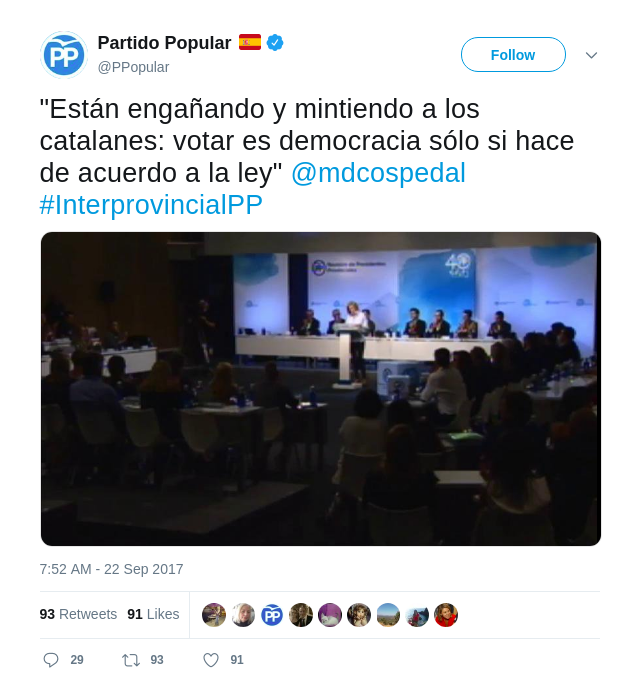 Partido Popular
@PPopular
Follow
"Están engañando y mintiendo a los
catalanes: votar es democracia sólo si hace
de acuerdo a la ley" @mdcospedal
#InterprovincialPP
40
7:52 AM - 22 Sep 2017
93 Retweets 91 Likes
29 93 91